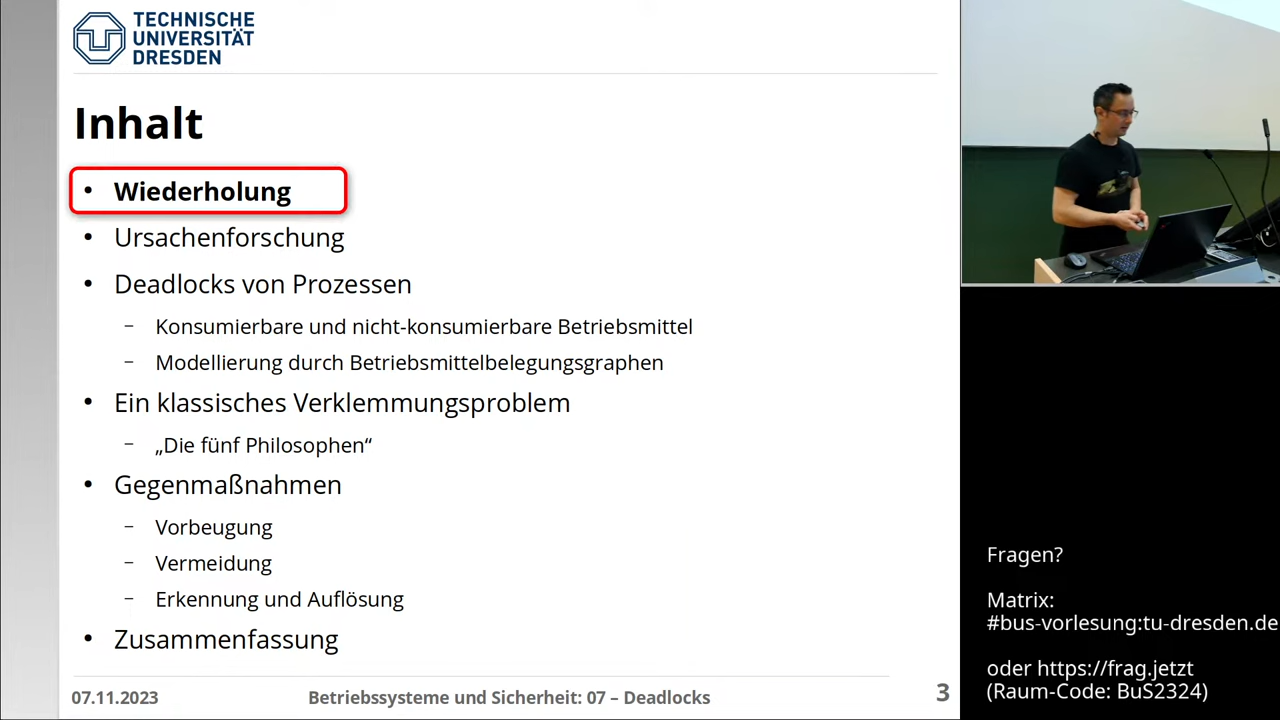 TECHNISCHE
UNIVERSITÄT
DRESDEN
Inhalt
• Wiederholung
• Ursachenforschung
• Deadlocks von Prozessen
– Konsumierbare und nicht-konsumierbare Betriebsmittel
– Modellierung durch Betriebsmittelbelegungsgraphen
• Ein klassisches Verklemmungsproblem
– „Die fünf Philosophen“
• Gegenmaßnahmen
– Vorbeugung
– Vermeidung
– Erkennung und Auflösung
• Zusammenfassung
07.11.2023
Betriebssysteme und Sicherheit: 07 – Deadlocks
3
Fragen?
Matrix:
#bus-vorlesung:tu-dresden.de
oder https://frag.jetzt
(Raum-Code: BuS2324)